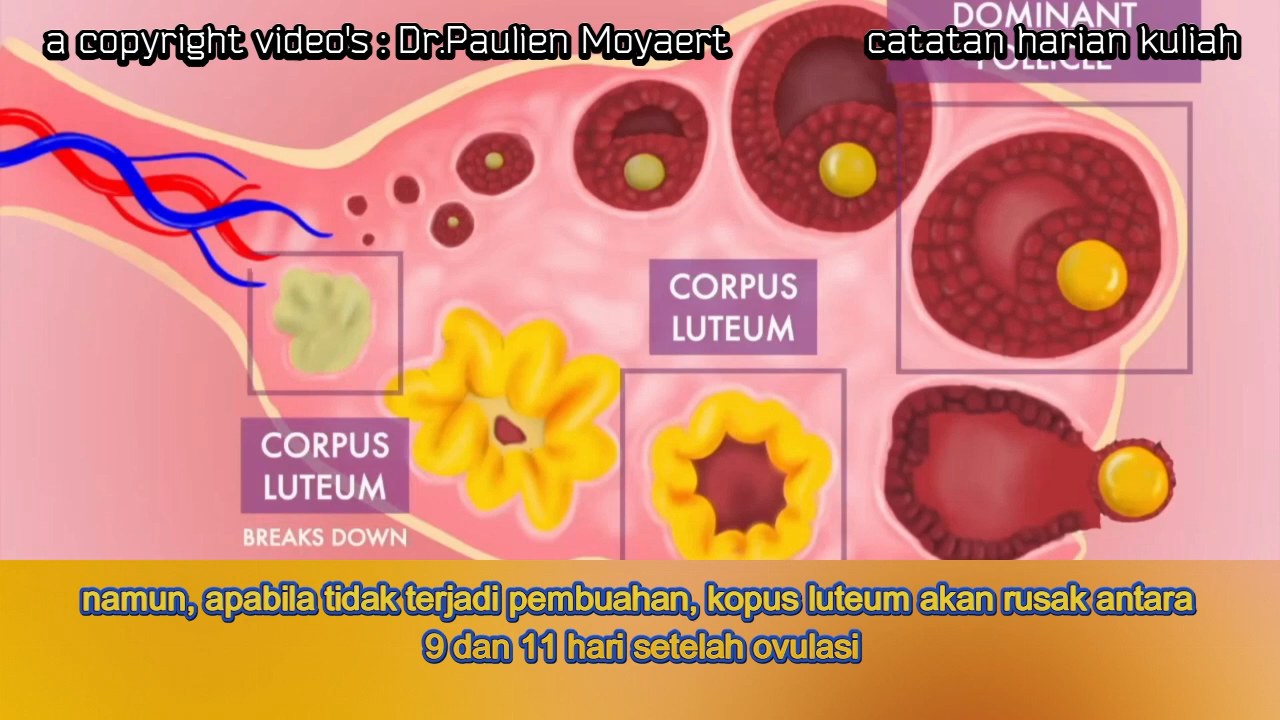 a copyright video's : Dr.Paulien Moyaert
catatan harian kuliah
DOMINANT
FOLLICLE
CORPUS
LUTEUM
CORPUS
LUTEUM
BREAKS DOWN
namun, apabila tidak terjadi pembuahan, kopus luteum akan rusak antara
9 dan 11 hari setelah ovulasi